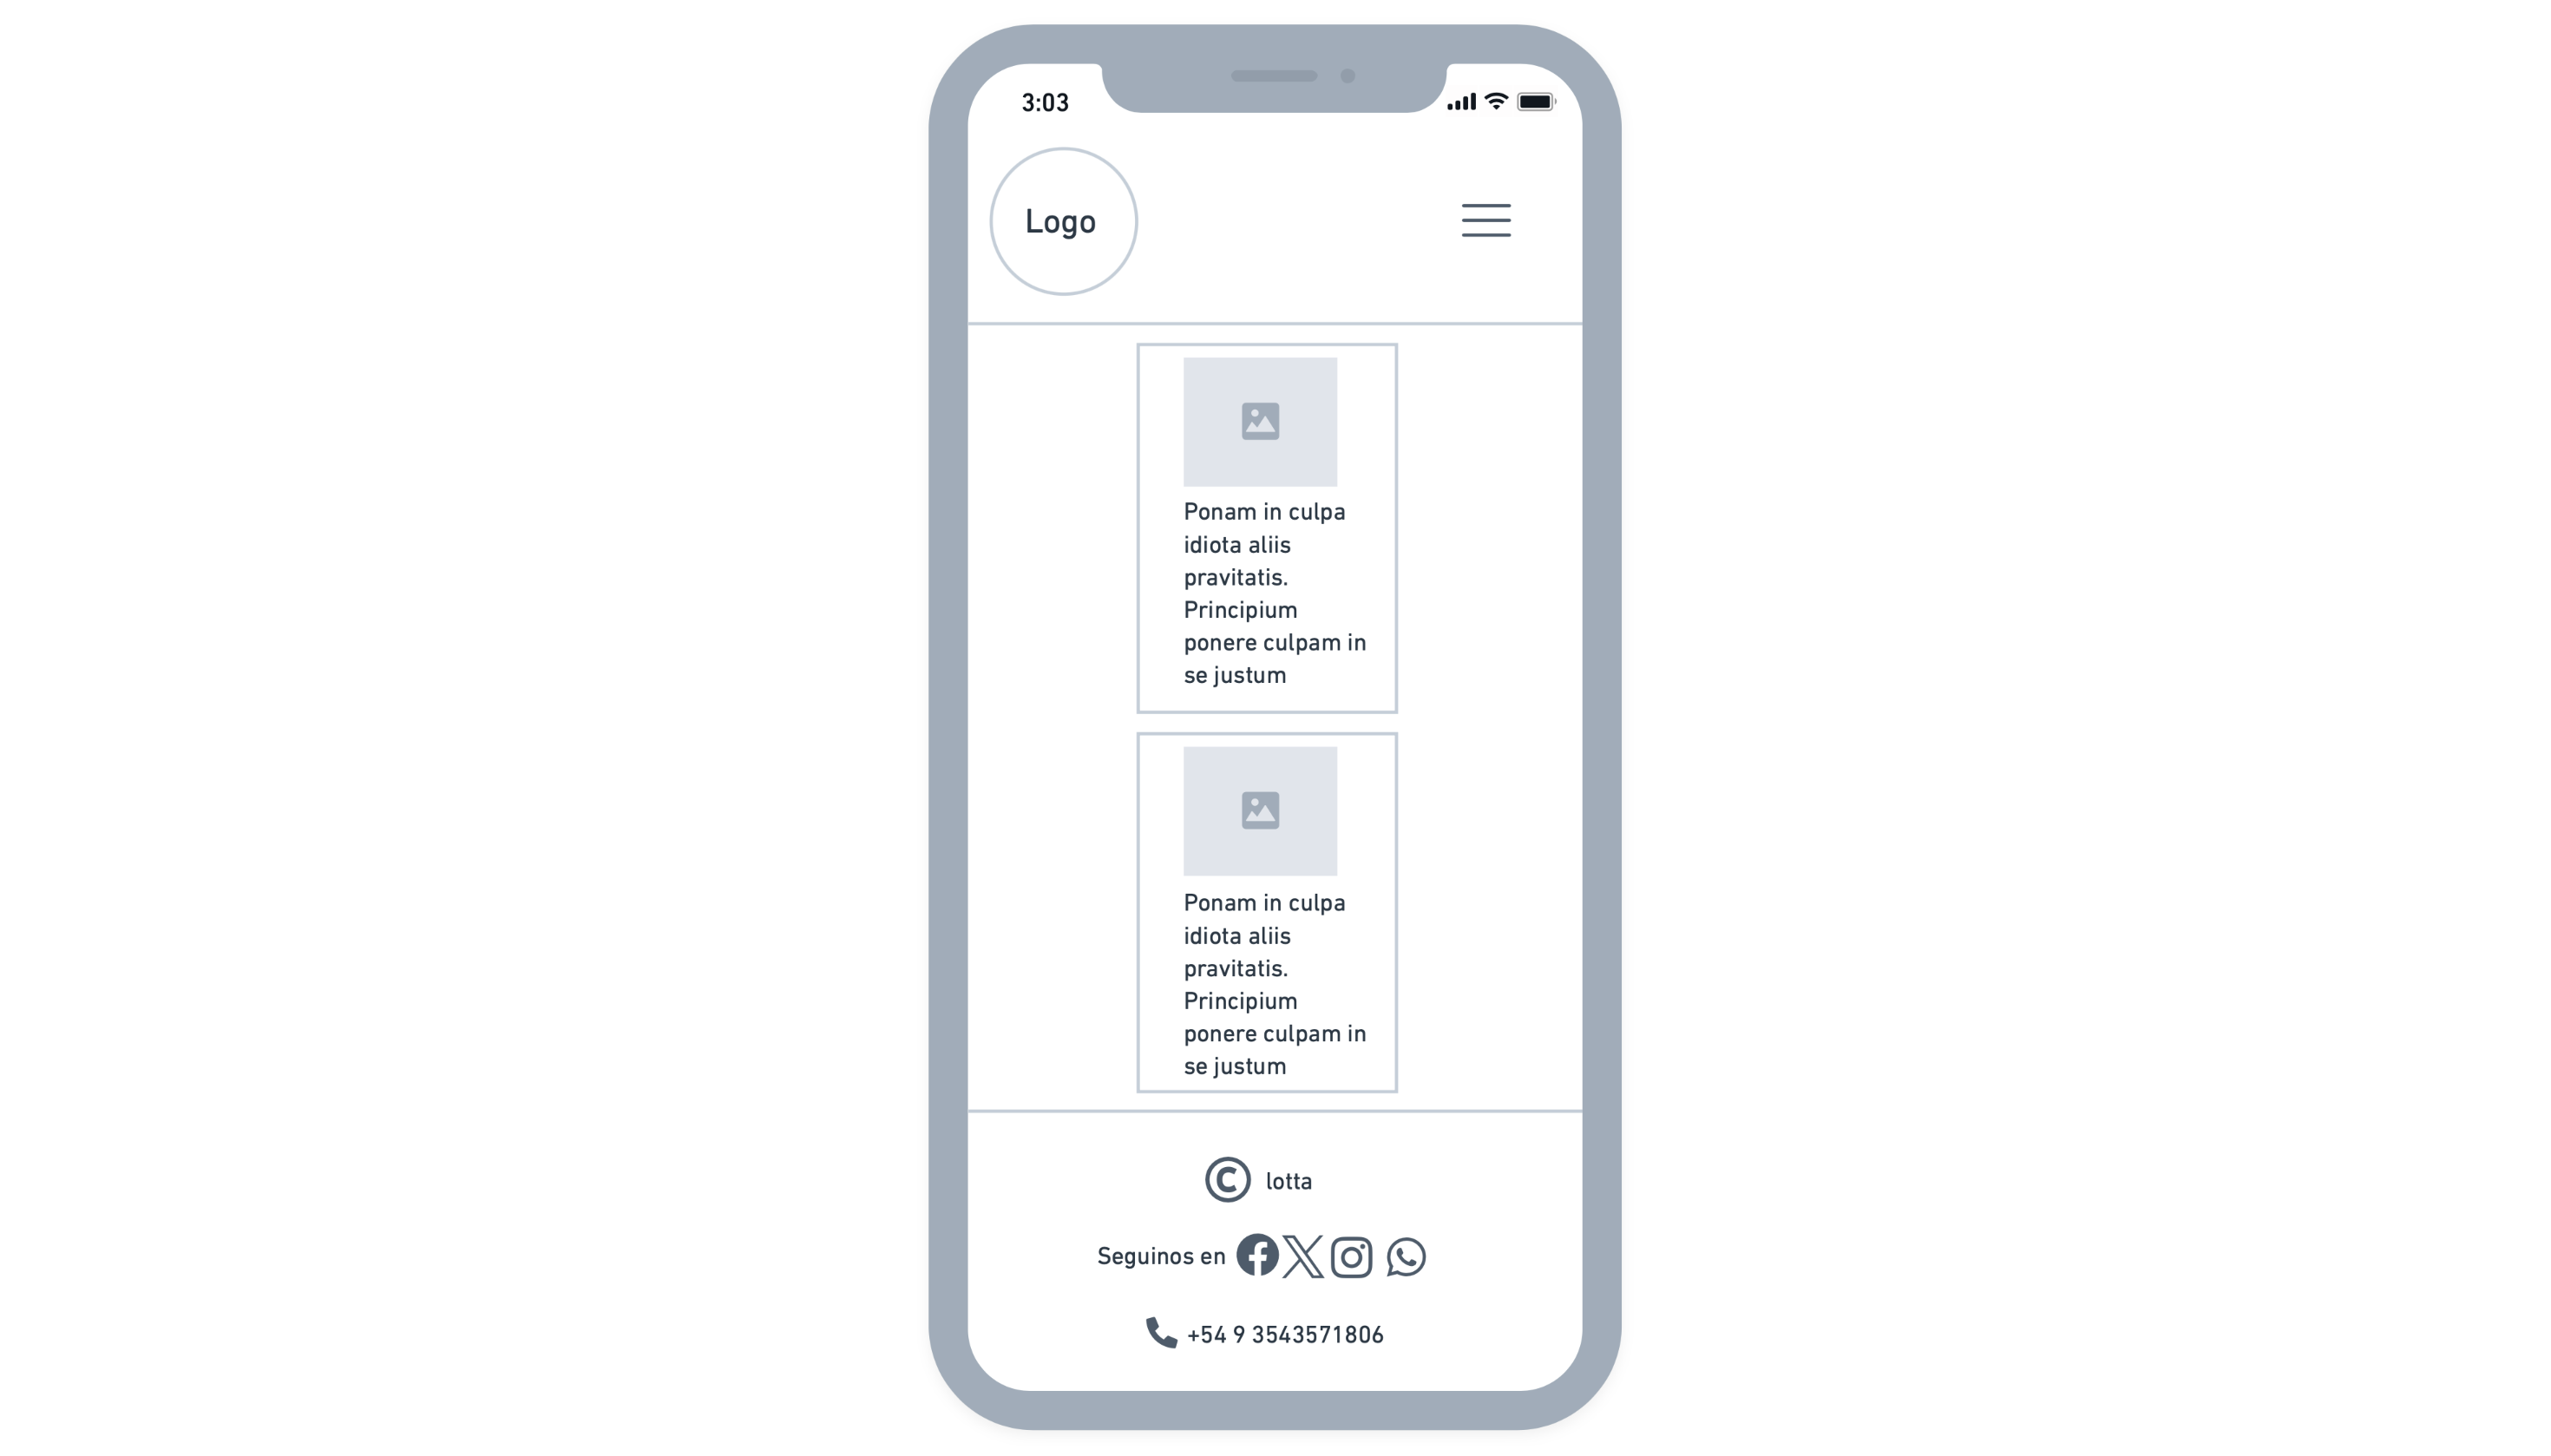 3:03
Logo
Ponam in culpa
idiota aliis
pravitatis.
Principium
ponere culpam in
se justum
Ponam in culpa
idiota aliis
pravitatis.
Principium
ponere culpam in
se justum
© lotta
Seguinos en
+54 9 3543571806